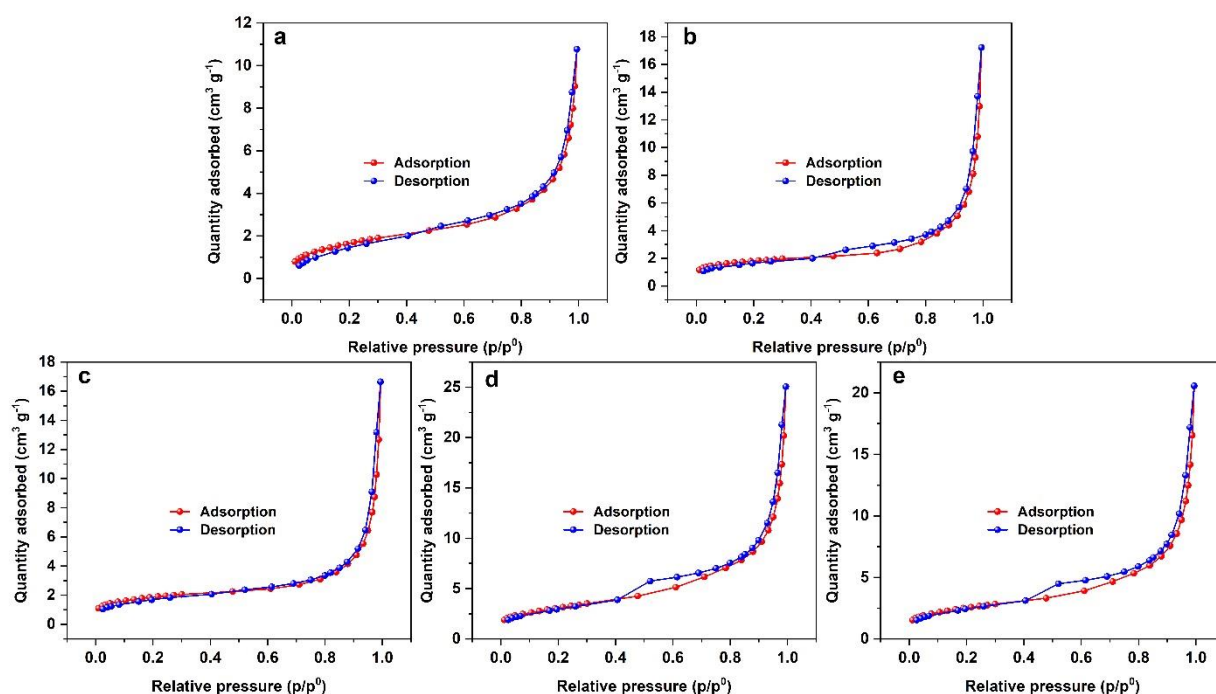 a
12
10
8
6
4
2
0
Quantity adsorbed (cm³ g⁻¹)
Adsorption
Desorption
0.0 0.2 0.4 0.6 0.8 1.0
Relative pressure (p/p⁰)
b
18
16
14
12
10
8
6
4
2
0
Quantity adsorbed (cm³ g⁻¹)
Adsorption
Desorption
0.0 0.2 0.4 0.6 0.8 1.0
Relative pressure (p/p⁰)
c
18
16
14
12
10
8
6
4
2
0
Quantity adsorbed (cm³ g⁻¹)
Adsorption
Desorption
0.0 0.2 0.4 0.6 0.8 1.0
Relative pressure (p/p⁰)
d
25
20
15
10
5
0
Quantity adsorbed (cm³ g⁻¹)
Adsorption
Desorption
0.0 0.2 0.4 0.6 0.8 1.0
Relative pressure (p/p⁰)
e
20
15
10
5
0
Quantity adsorbed (cm³ g⁻¹)
Adsorption
Desorption
0.0 0.2 0.4 0.6 0.8 1.0
Relative pressure (p/p⁰)